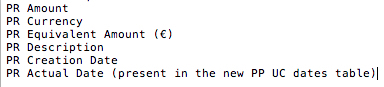 PR Amount
PR Currency
PR Equivalent Amount (€)
PR Description
PR Creation Date
PR Actual Date (present in the new PP UC dates table)